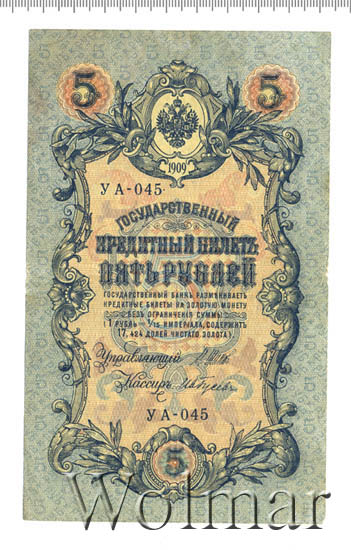 5 5
1909
УА-045
ГОСУДАРСТВЕННЫЙ
КРЕДИТНЫЙ БИЛЕТЪ
ПЯТЬ РУБЛЕЙ
ГОСУДАРСТВЕННЫЙ БАНКЪ РАЗМѢНИВАЕТЪ
КРЕДИТНЫЕ БИЛЕТЫ НА ЗОЛОТУЮ МОНЕТУ
БЕЗЪ ОГРАНИЧЕНІЯ СУММЫ
(1 РУБЛЬ = 1/15 ИМПЕРІАЛА, СОДЕРЖИТЪ
17,424 ДОЛЕЙ ЧИСТАГО ЗОЛОТА).
Управляющій
Кассиръ
УА-045
5
Wolmar